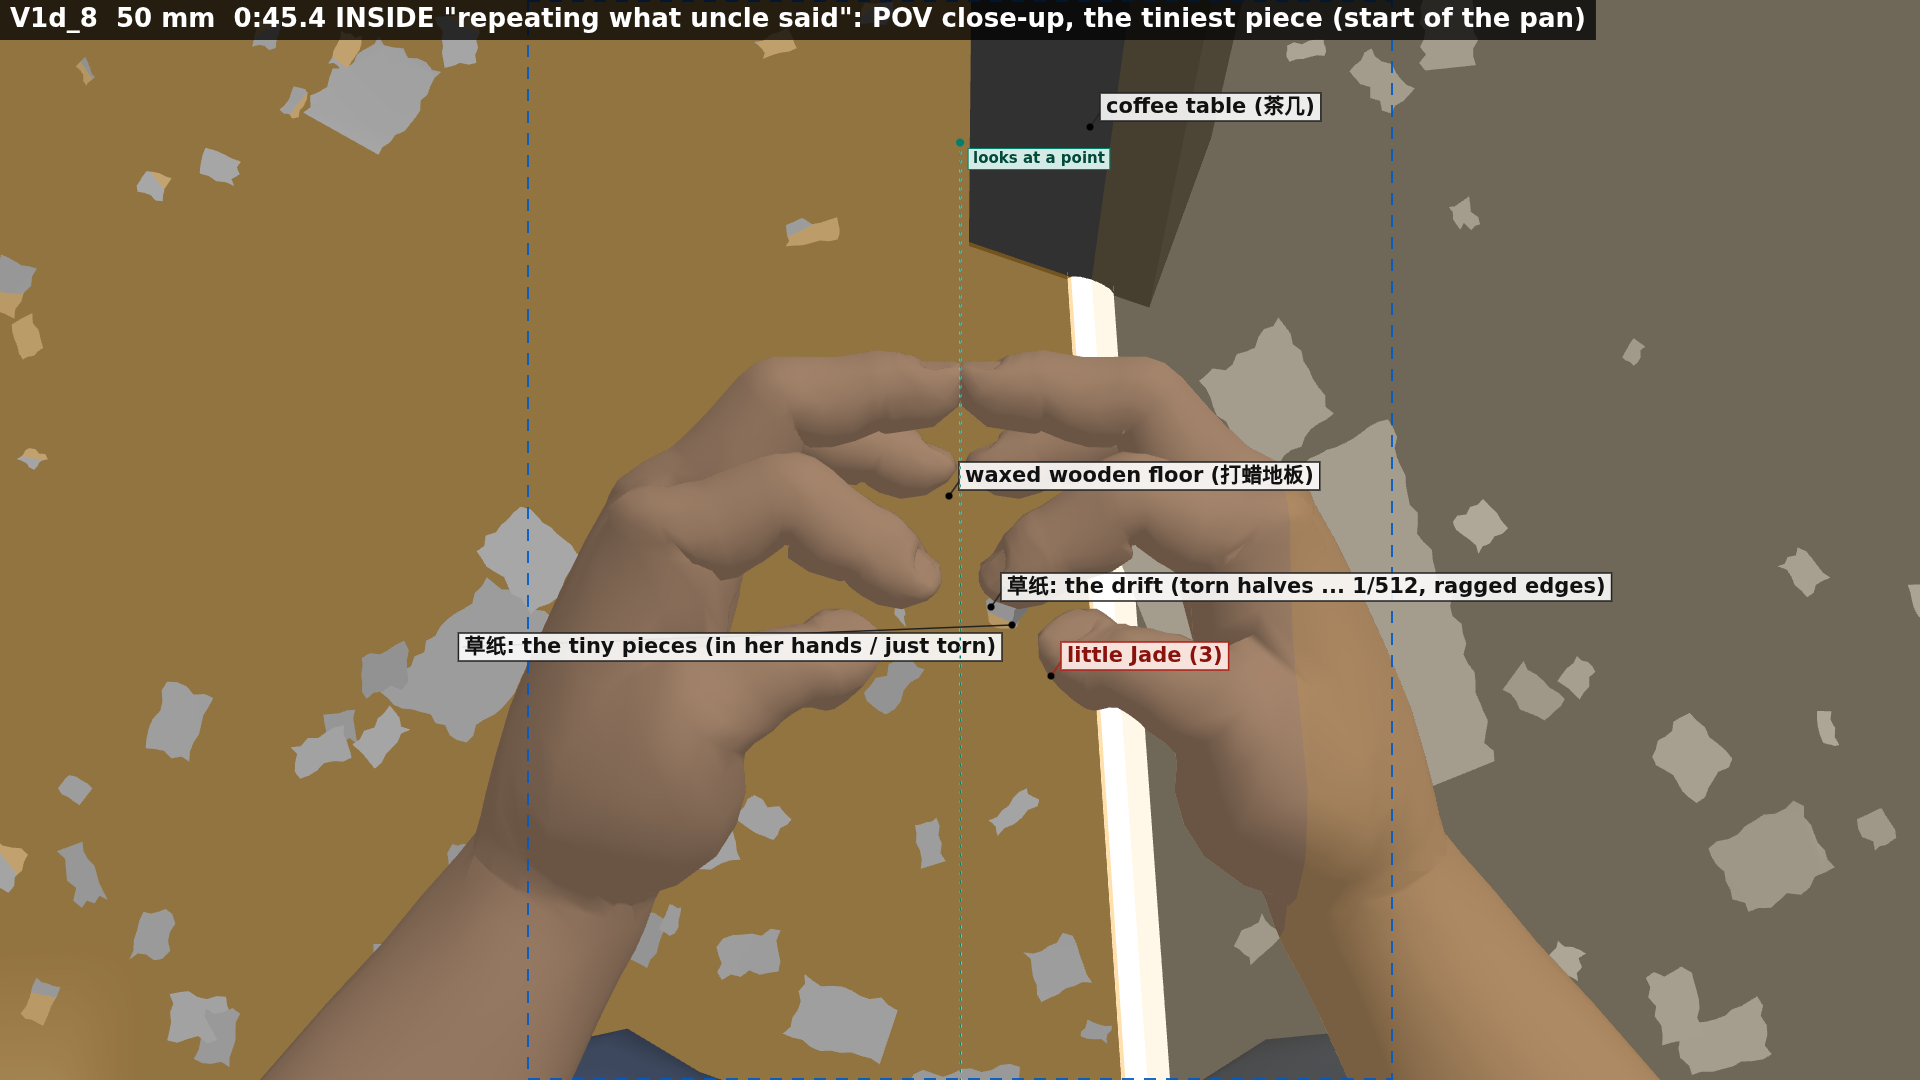 V1d_8  50 mm  0:45.4 INSIDE "repeating what uncle said": POV close-up, the tiniest piece (start of the pan)
coffee table (茶几)
looks at a point
waxed wooden floor (打蜡地板)
草纸: the drift (torn halves ... 1/512, ragged edges)
草纸: the tiny pieces (in her hands / just torn)
little Jade (3)